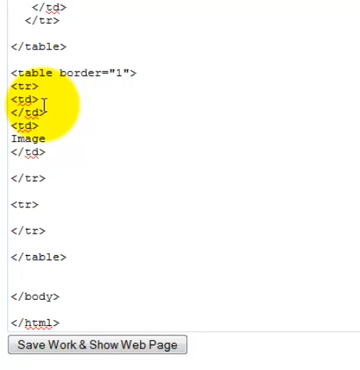 </td>
</tr>
</table>
<table border="1">
<tr>
<td>
</td>
<td>
Image
</td>
</tr>
<tr>
</tr>
</table>
</body>
</html>
Save Work & Show Web Page